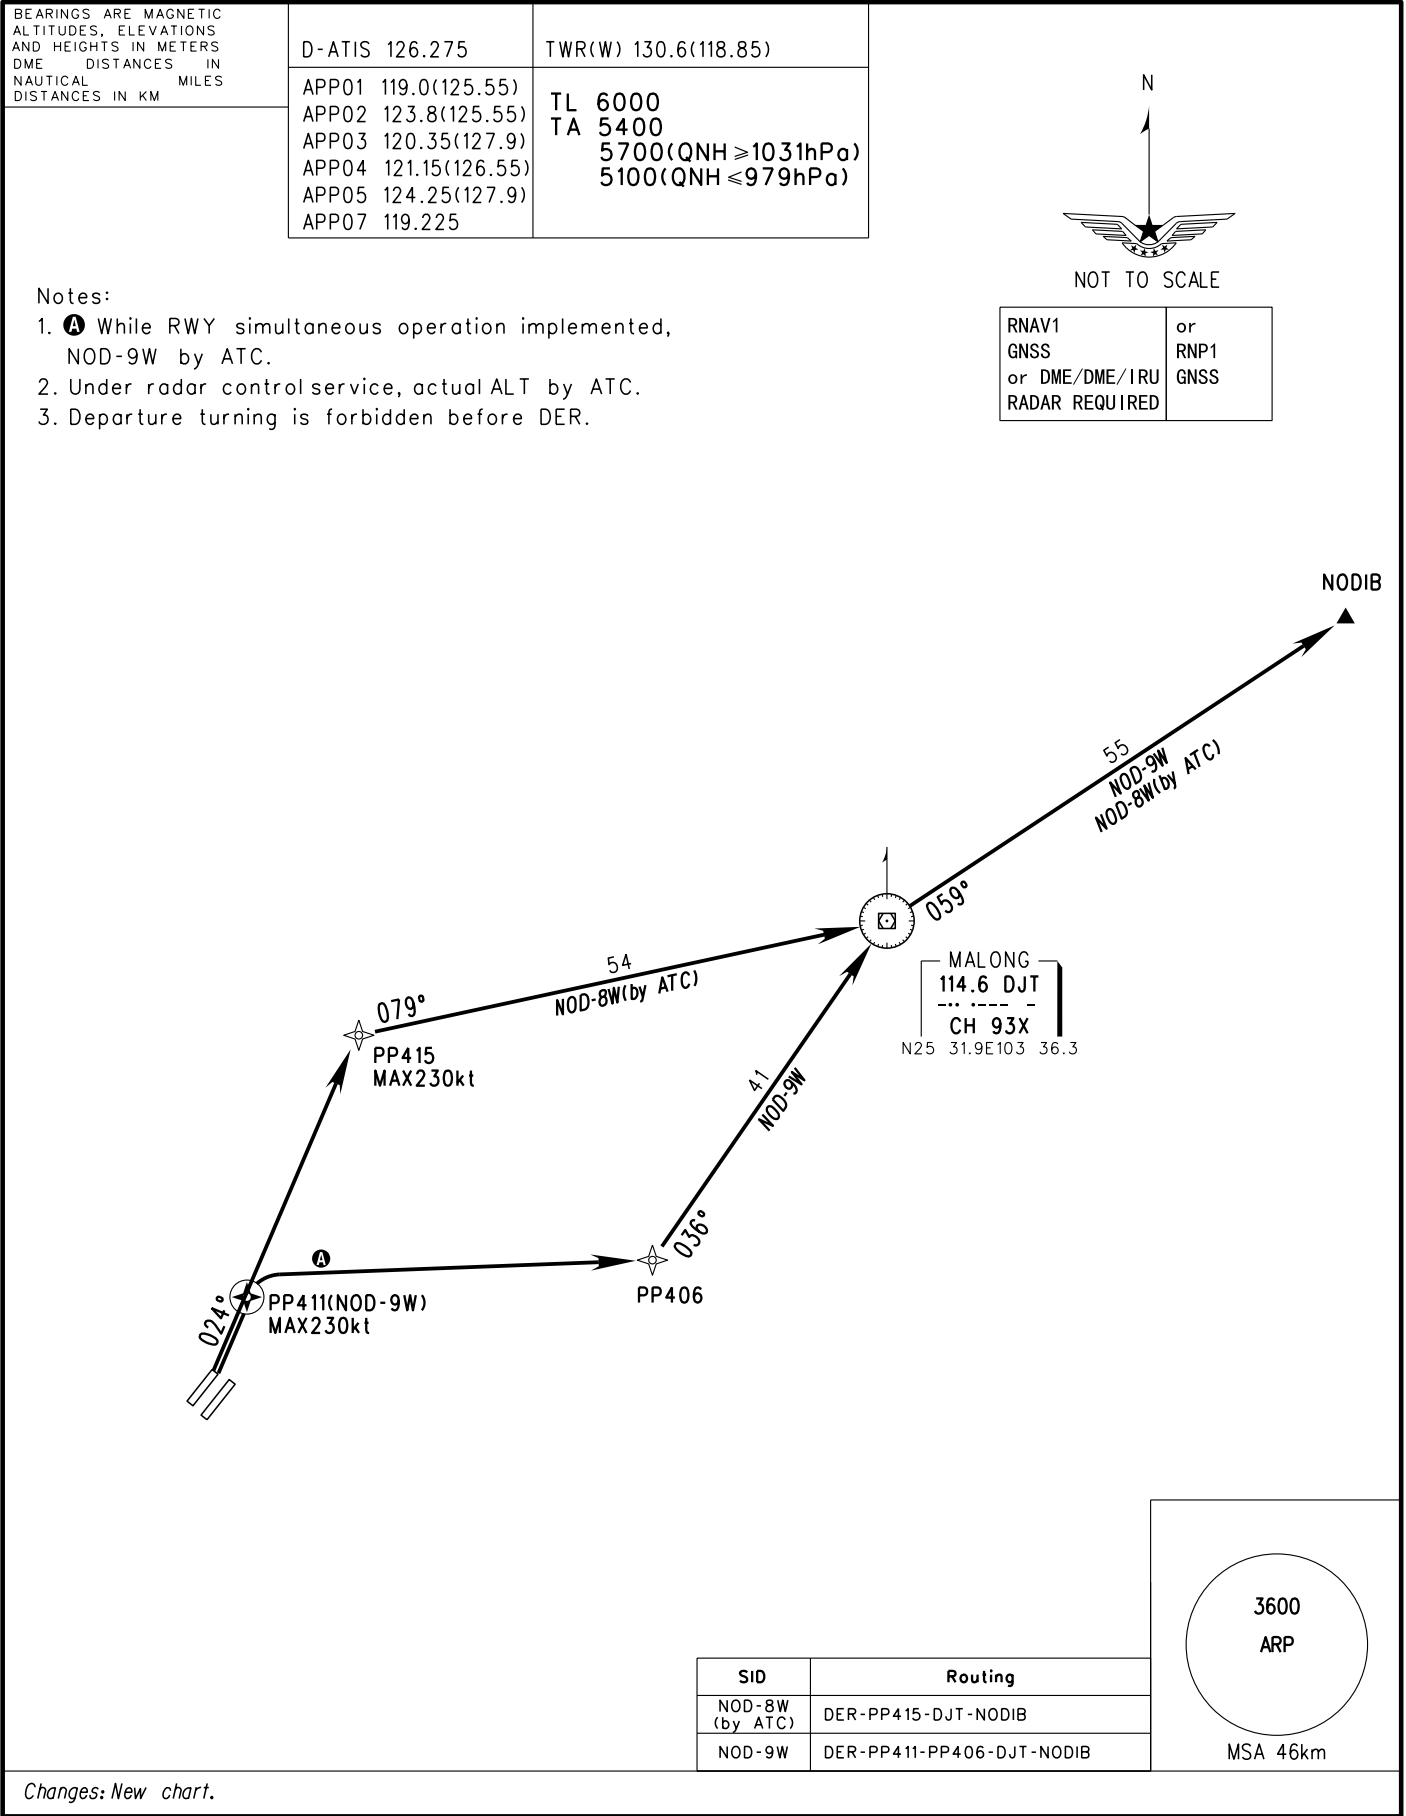 BEARINGS ARE MAGNETIC
ALTITUDES, ELEVATIONS
AND HEIGHTS IN METERS
DME DISTANCES IN
NAUTICAL MILES
DISTANCES IN KM
D-ATIS 126.275
TWR(W) 130.6(118.85)
APP01 119.0(125.55)
APP02 123.8(125.55)
APP03 120.35(127.9)
APP04 121.15(126.55)
APP05 124.25(127.9)
APP07 119.225
TL 6000
TA 5400
5700(QNH≥1031hPa)
5100(QNH≤979hPa)
N
NOT TO SCALE
RNAV1
GNSS
or DME/DME/IRU
RADAR REQUIRED
or
RNP1
GNSS
Notes:
1. A While RWY simultaneous operation implemented,
NOD-9W by ATC.
2. Under radar control service, actual ALT by ATC.
3. Departure turning is forbidden before DER.
NODIB
55
NOD-9W
NOD-8W(by ATC)
059°
MALONG
114.6 DJT
-·· ·--- -
CH 93X
N25 31.9E103 36.3
54
NOD-8W(by ATC)
079°
PP415
MAX230kt
41
NOD-9W
036°
PP406
A
PP411(NOD-9W)
MAX230kt
024°
3600
ARP
MSA 46km
SID Routing
NOD-8W
(by ATC) DER-PP415-DJT-NODIB
NOD-9W DER-PP411-PP406-DJT-NODIB
Changes: New chart.